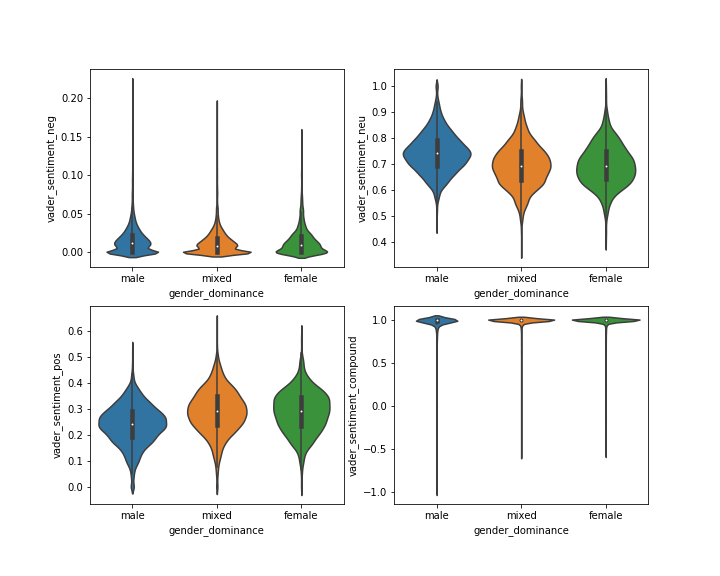 vader_sentiment_neg
0.20
0.15
0.10
0.05
0.00
male mixed female
gender_dominance
vader_sentiment_neu
1.0
0.9
0.8
0.7
0.6
0.5
0.4
male mixed female
gender_dominance
vader_sentiment_pos
0.6
0.5
0.4
0.3
0.2
0.1
0.0
male mixed female
gender_dominance
vader_sentiment_compound
1.0
0.5
0.0
−0.5
−1.0
male mixed female
gender_dominance